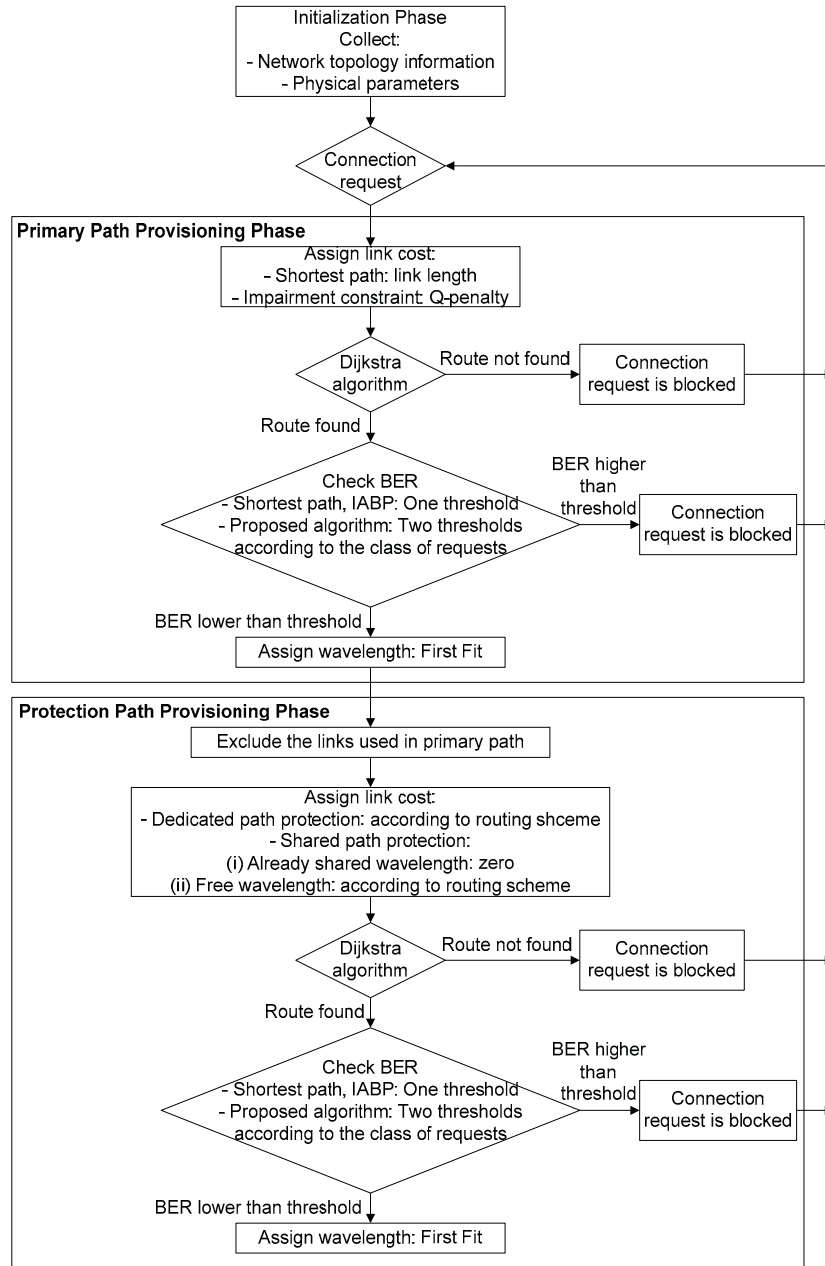 Initialization Phase
Collect:
- Network topology information
- Physical parameters
Connection
request
Primary Path Provisioning Phase
Assign link cost:
- Shortest path: link length
- Impairment constraint: Q-penalty
Dijkstra
algorithm
Route not found
Connection
request is blocked
Route found
Check BER
- Shortest path, IABP: One threshold
- Proposed algorithm: Two thresholds
according to the class of requests
BER higher
than
threshold
Connection
request is blocked
BER lower than threshold
Assign wavelength: First Fit
Protection Path Provisioning Phase
Exclude the links used in primary path
Assign link cost:
- Dedicated path protection: according to routing shceme
- Shared path protection:
(i) Already shared wavelength: zero
(ii) Free wavelength: according to routing scheme
Dijkstra
algorithm
Route not found
Connection
request is blocked
Route found
Check BER
- Shortest path, IABP: One threshold
- Proposed algorithm: Two thresholds
according to the class of requests
BER higher
than
threshold
Connection
request is blocked
BER lower than threshold
Assign wavelength: First Fit